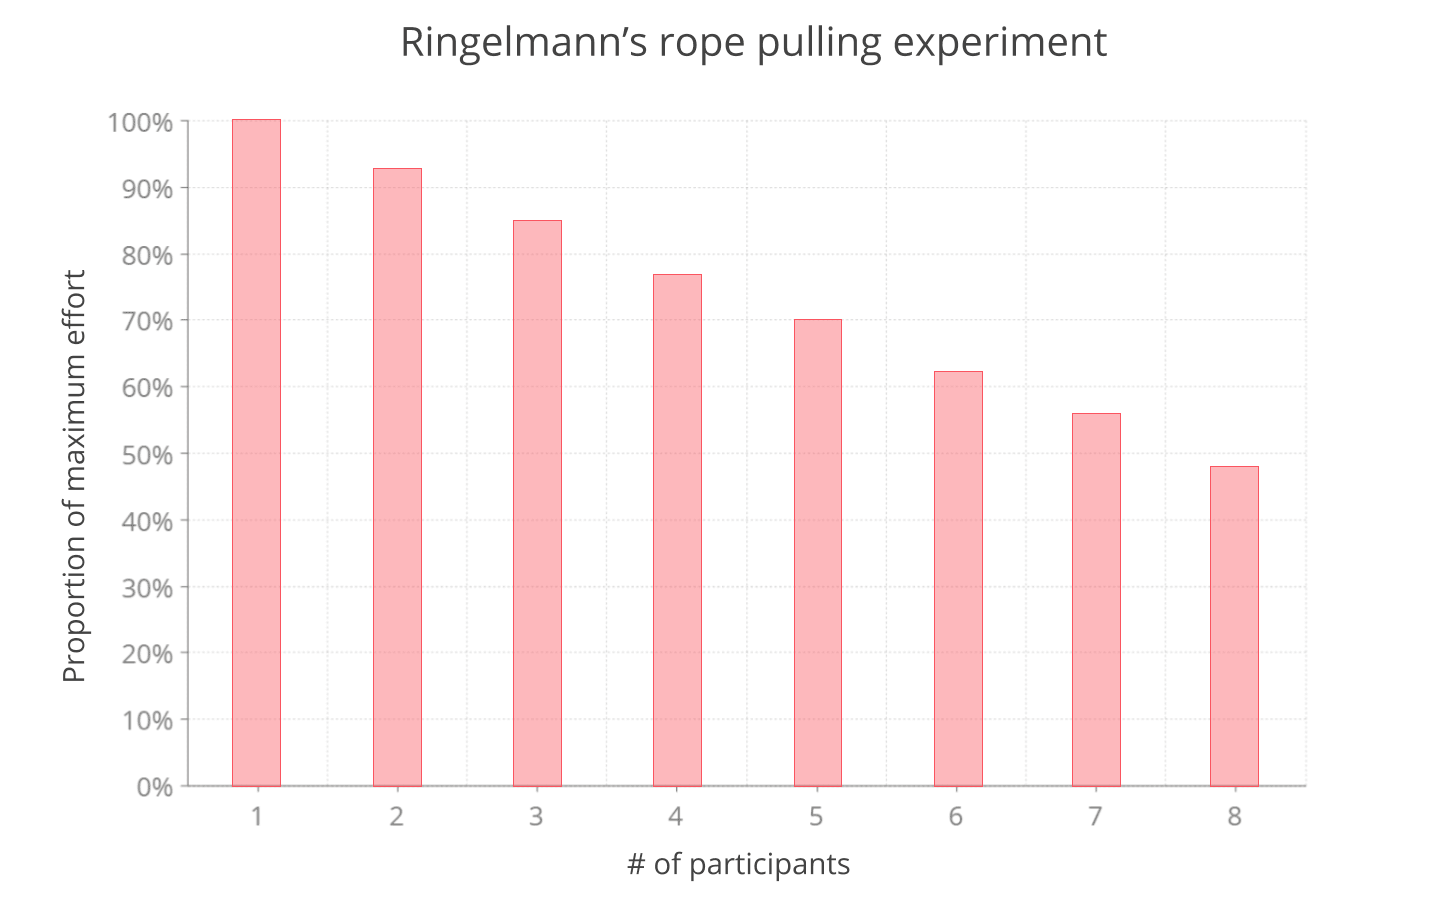 Ringelmann’s rope pulling experiment
Proportion of maximum effort
100%
90%
80%
70%
60%
50%
40%
30%
20%
10%
0%
1 2 3 4 5 6 7 8
# of participants